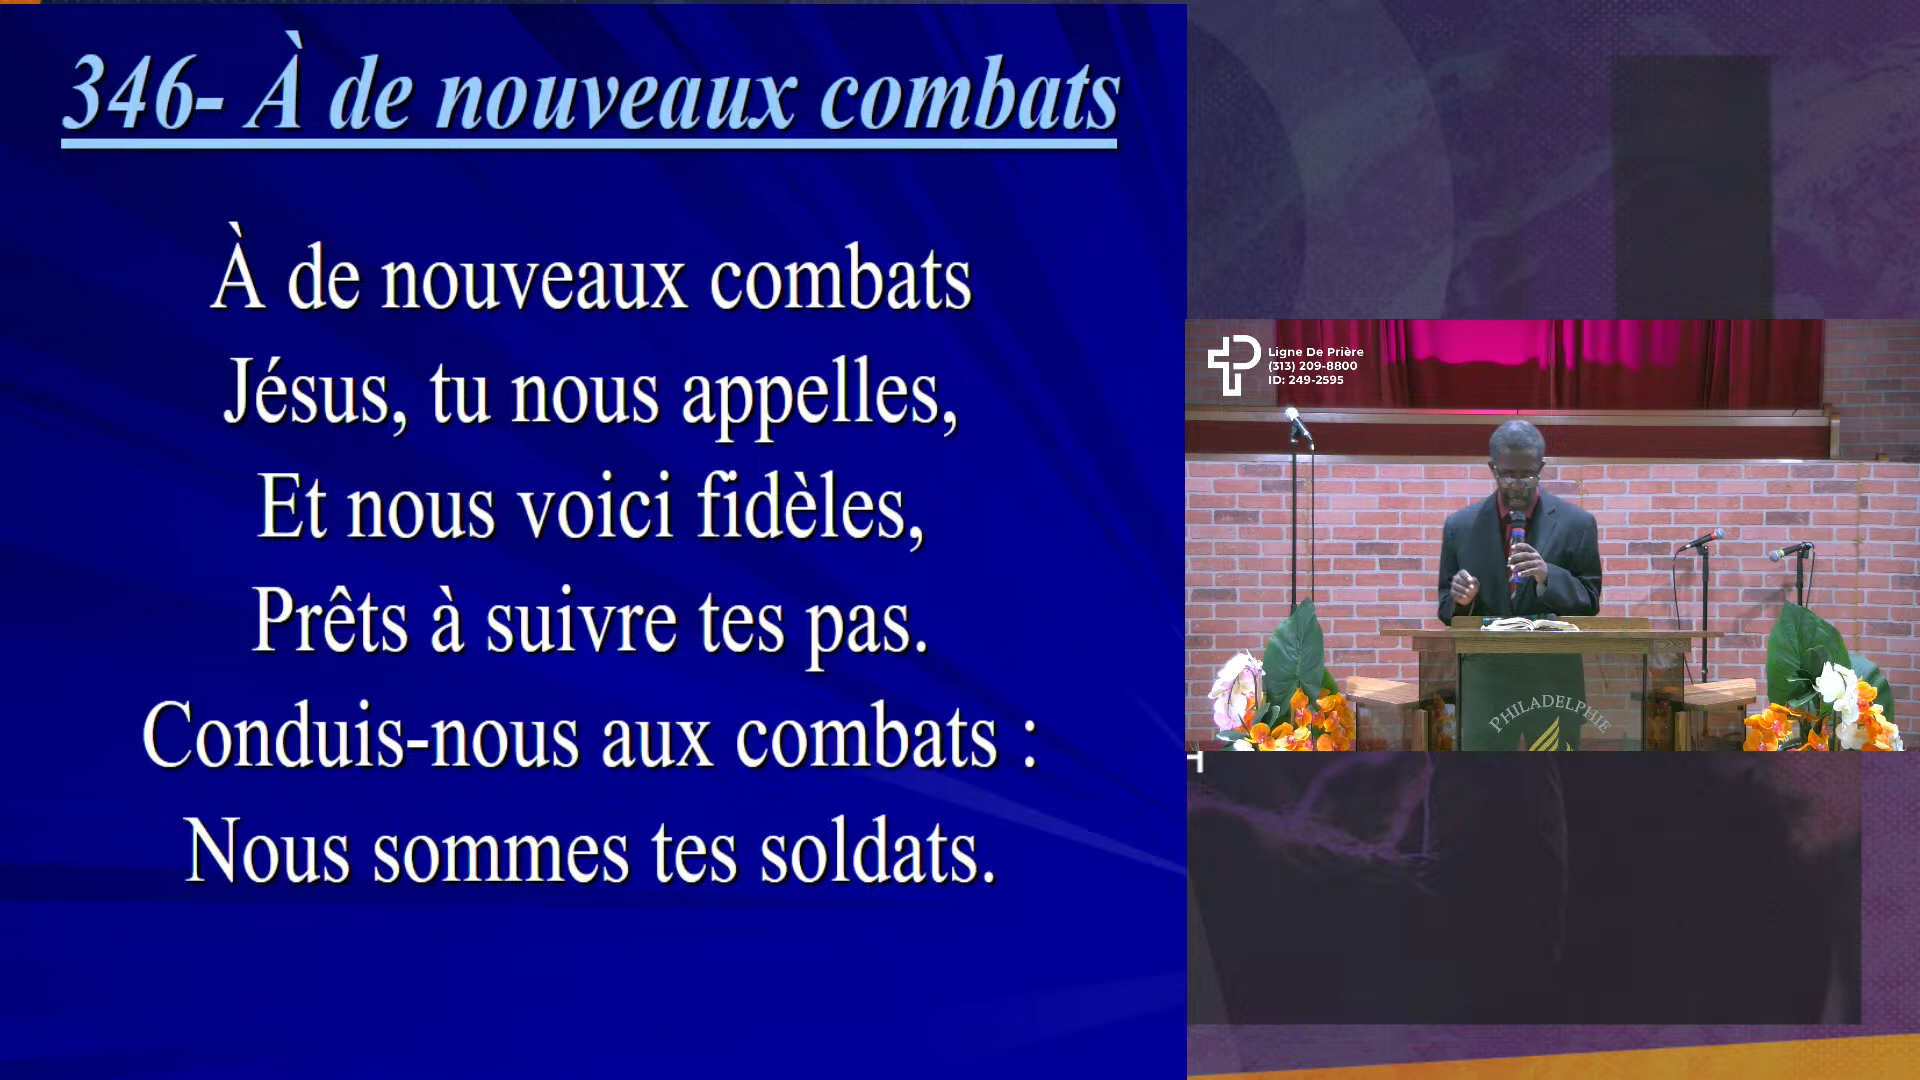 346- À de nouveaux combats
À de nouveaux combats
Jésus, tu nous appelles,
Et nous voici fidèles,
Prêts à suivre tes pas.
Conduis-nous aux combats :
Nous sommes tes soldats.
Ligne De Prière
(313) 209-8800
ID: 249-2595
PHILADELPHIE
H